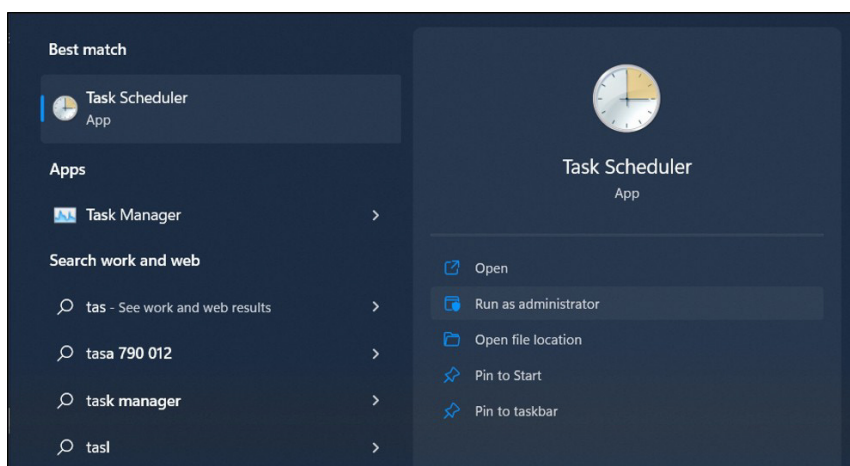 Best match
Task Scheduler
App
Apps
Task Manager
Search work and web
tas - See work and web results
tasa 790 012
task manager
tasl
Task Scheduler
App
Open
Run as administrator
Open file location
Pin to Start
Pin to taskbar